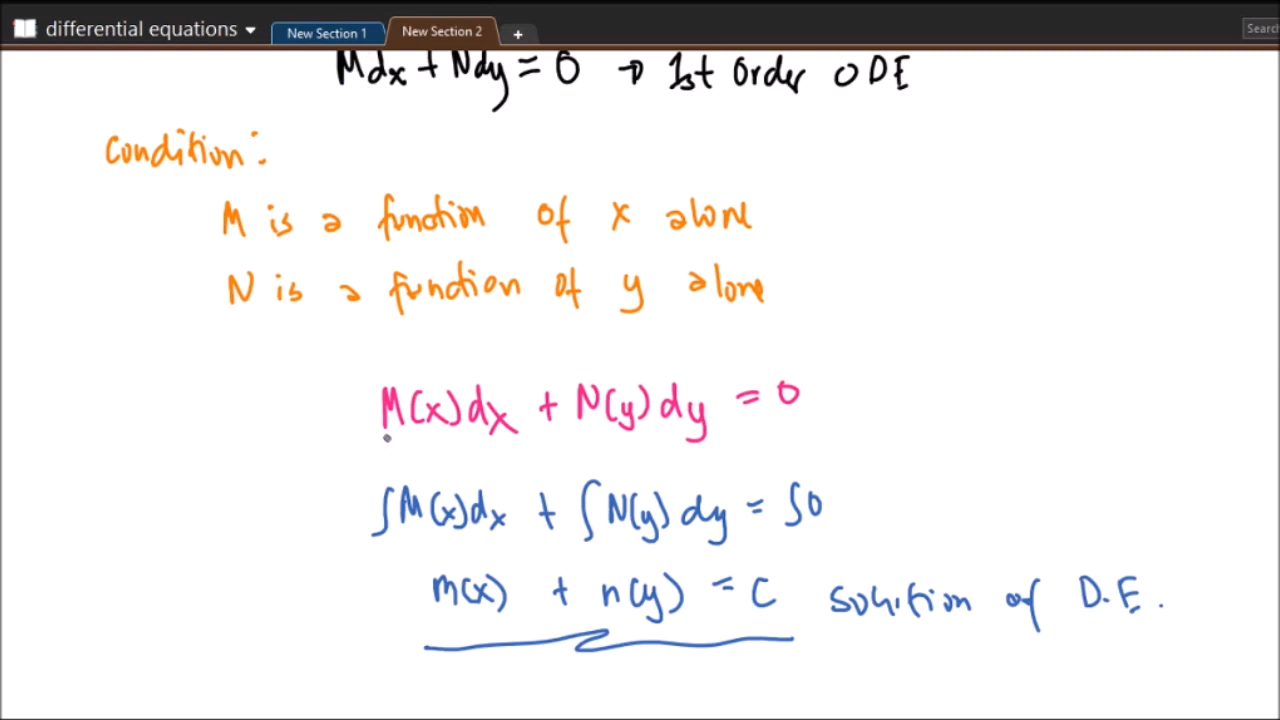 differential equations New Section 1 New Section 2 + Search
Mdx + Ndy = 0 → 1st order ODE
Condition:
M is a function of x alone
N is a function of y alone
M(x)dx + N(y)dy = 0
∫M(x)dx + ∫N(y)dy = ∫0
m(x) + n(y) = C solution of D.E.